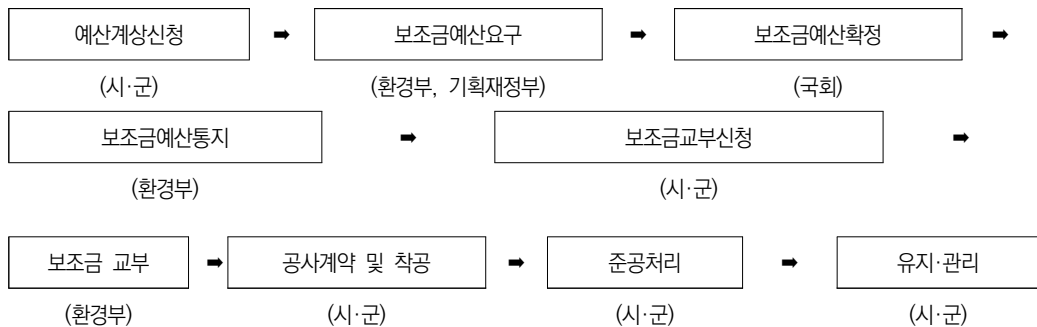 예산계상신청 ➡ 보조금예산요구 ➡ 보조금예산확정 ➡
(시·군) (환경부, 기획재정부) (국회)
보조금예산통지 ➡ 보조금교부신청 ➡
(환경부) (시·군)
보조금 교부 ➡ 공사계약 및 착공 ➡ 준공처리 ➡ 유지·관리
(환경부) (시·군) (시·군) (시·군)